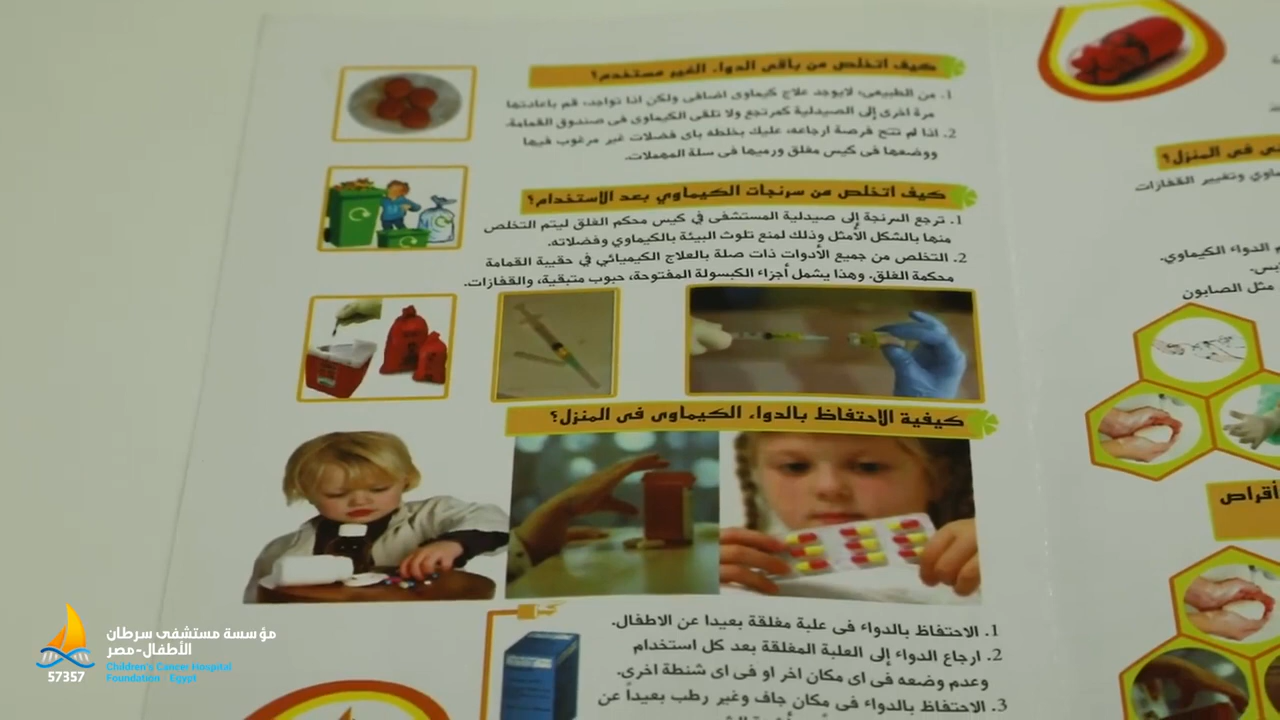 كيف اتخلص من باقى الدواء الغير مستخدم؟
1. من الطبيعى، لايوجد علاج كيماوى اضافى ولكن اذا تواجد، قم باعادتها
مرة اخرى إلى الصيدلية كمرتجع ولا تلقى الكيماوى فى صندوق القمامة.
2. اذا لم تتح فرصة ارجاعه، عليك بخلطه باى فضلات غير مرغوب فيها
ووضعها فى كيس مغلق ورميها فى سلة المهملات.
كيف اتخلص من سرنجات الكيماوي بعد الاستخدام؟
1. ترجع السرنجة إلى صيدلية المستشفى في كيس محكم الغلق ليتم التخلص
منها بالشكل الأمثل وذلك لمنع تلوث البيئة بالكيماوي وفضلاته.
2. التخلص من جميع الأدوات ذات صلة بالعلاج الكيميائي في حقيبة القمامة
محكمة الغلق. وهذا يشمل أجزاء الكبسولة المفتوحة، حبوب متبقية، والقفازات.
كيفية الاحتفاظ بالدواء الكيماوى فى المنزل؟
1. الاحتفاظ بالدواء فى علبة مغلقة بعيدا عن الاطفال.
2. ارجاع الدواء إلى العلبة المغلقة بعد كل استخدام
وعدم وضعه فى اى مكان اخر او فى اى شنطة اخرى.
3. الاحتفاظ بالدواء فى مكان جاف وغير رطب بعيداً عن
فى المنزل؟
وتغيير القفازات
الدواء الكيماوي.
مثل الصابون
أقراص
مؤسسة مستشفى سرطان
الأطفال-مصر
Children's Cancer Hospital
Foundation Egypt
57357